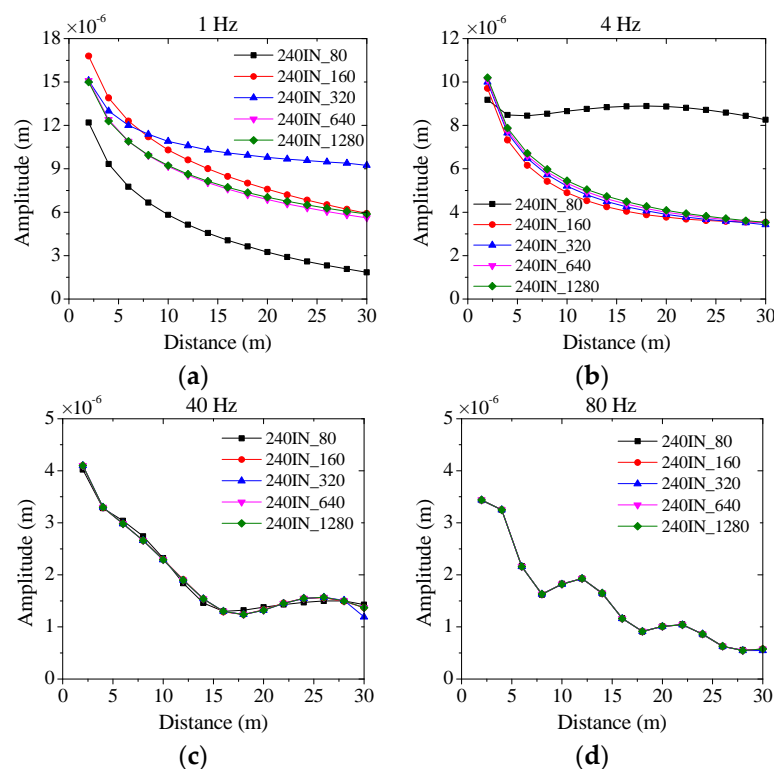 ×10⁻⁶
1 Hz
18
15
12
9
6
3
0
Amplitude (m)
240IN_80
240IN_160
240IN_320
240IN_640
240IN_1280
0 5 10 15 20 25 30
Distance (m)
(a)
×10⁻⁶
4 Hz
12
10
8
6
4
2
0
Amplitude (m)
240IN_80
240IN_160
240IN_320
240IN_640
240IN_1280
0 5 10 15 20 25 30
Distance (m)
(b)
×10⁻⁶
40 Hz
5
4
3
2
1
0
Amplitude (m)
240IN_80
240IN_160
240IN_320
240IN_640
240IN_1280
0 5 10 15 20 25 30
Distance (m)
(c)
×10⁻⁶
80 Hz
5
4
3
2
1
0
Amplitude (m)
240IN_80
240IN_160
240IN_320
240IN_640
240IN_1280
0 5 10 15 20 25 30
Distance (m)
(d)